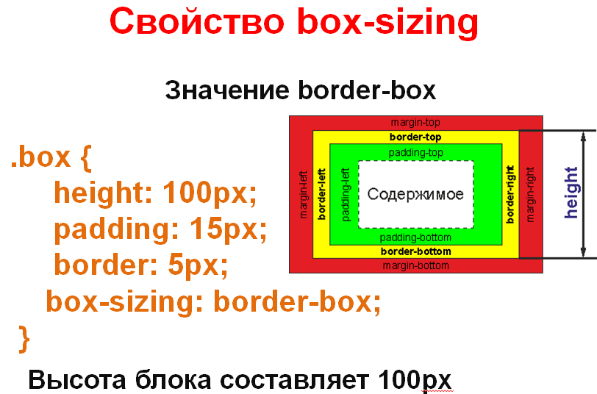 Свойство box-sizing
Значение border-box
.box {
height: 100px;
padding: 15px;
border: 5px;
box-sizing: border-box;
}
margin-top
border-top
padding-top
margin-left
border-left
padding-left
Содержимое
border-right
margin-right
height
padding-bottom
border-bottom
margin-bottom
Высота блока составляет 100px